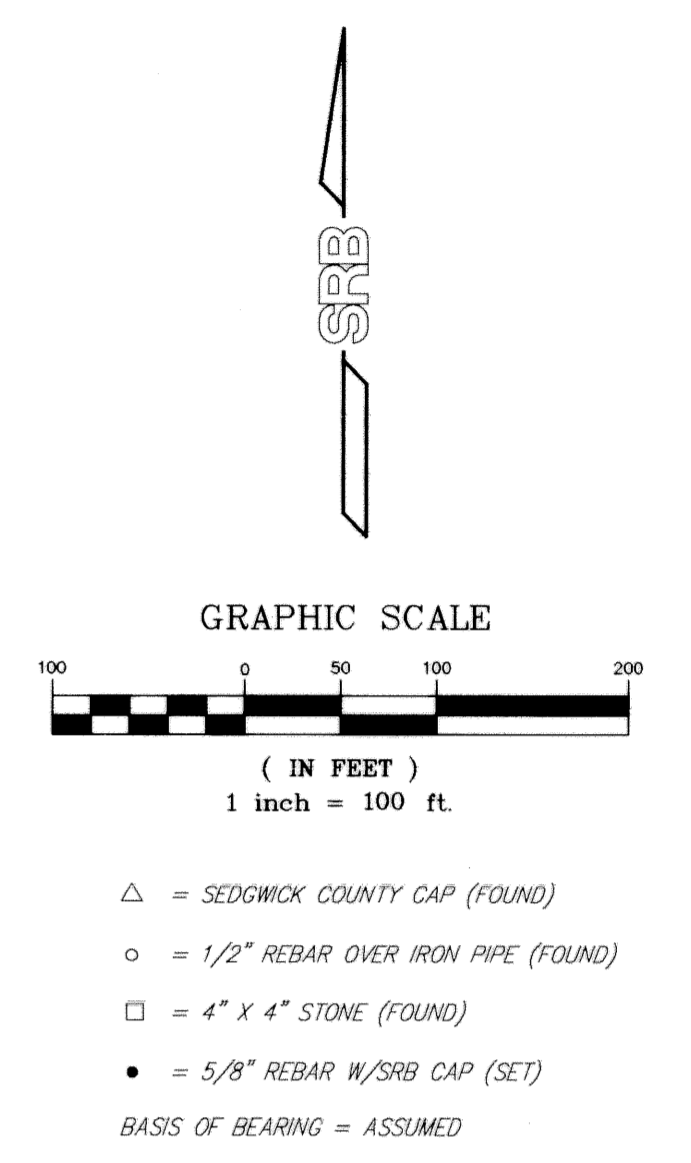 SRB
GRAPHIC SCALE
100 0 50 100 200
( IN FEET )
1 inch = 100 ft.
△ = SEDGWICK COUNTY CAP (FOUND)
○ = 1/2" REBAR OVER IRON PIPE (FOUND)
□ = 4" X 4" STONE (FOUND)
● = 5/8" REBAR W/SRB CAP (SET)
BASIS OF BEARING = ASSUMED